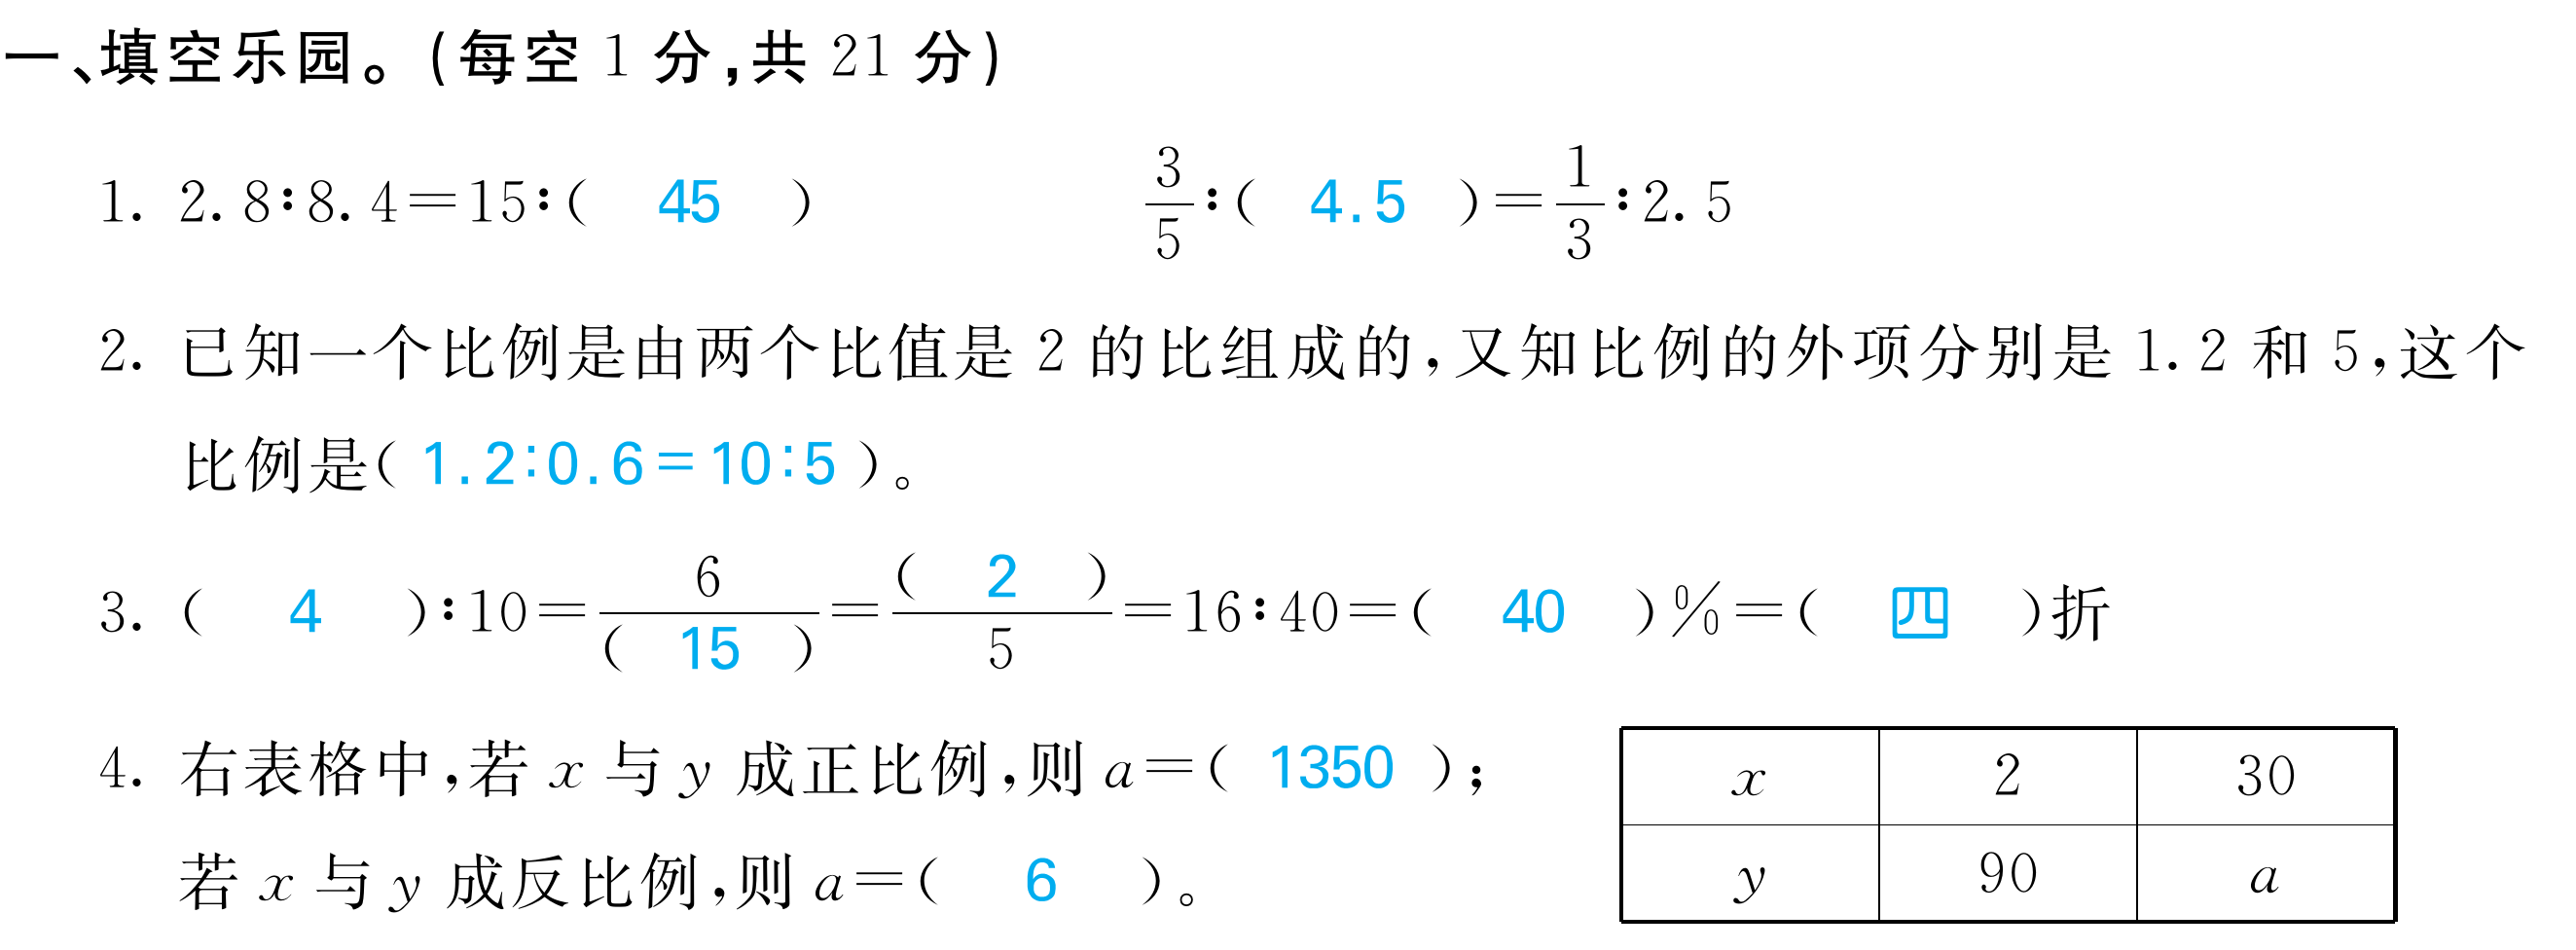 一、填空乐园。(每空 1 分,共 21 分)
1. 2.8∶8.4=15∶( 45 ) 3/5∶( 4.5 )=1/3∶2.5
2. 已知一个比例是由两个比值是 2 的比组成的,又知比例的外项分别是 1.2 和 5,这个
比例是( 1.2∶0.6=10∶5 )。
3. ( 4 )∶10=6/( 15 )=( 2 )/5=16∶40=( 40 )%=( 四 )折
4. 右表格中,若 x 与 y 成正比例,则 a=( 1350 );
若 x 与 y 成反比例,则 a=( 6 )。
x 2 30
y 90 a